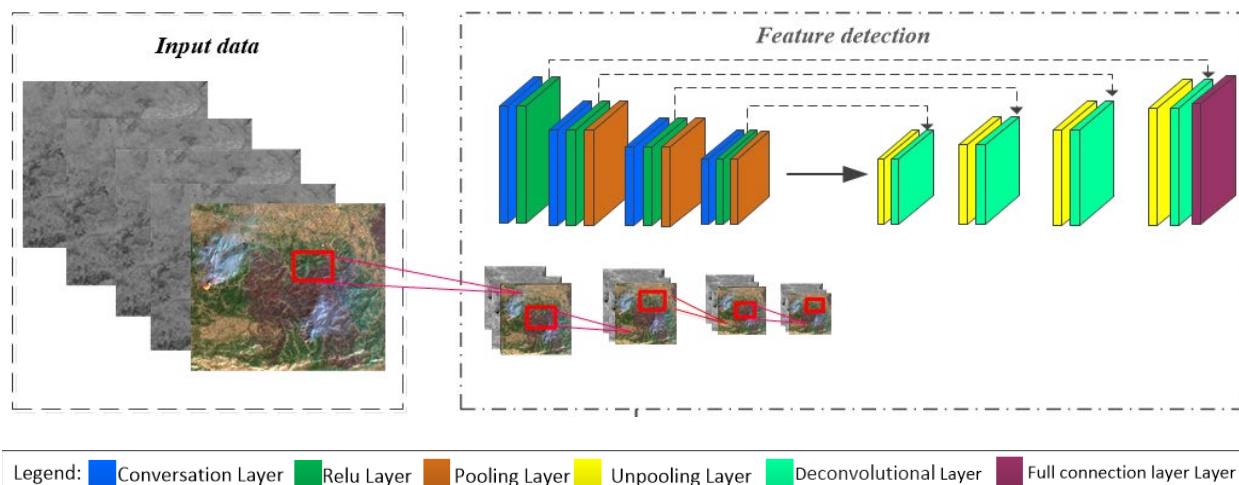 Input data
Feature detection
Legend: Conversation Layer Relu Layer Pooling Layer Unpooling Layer Deconvolutional Layer Full connection layer Layer